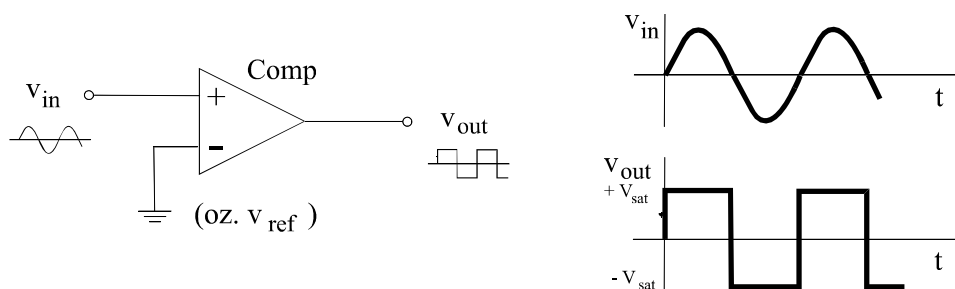 Comp
v_in
+
-
v_out
(oz. v_ref)
v_in
t
v_out
+ V_sat
t
- V_sat